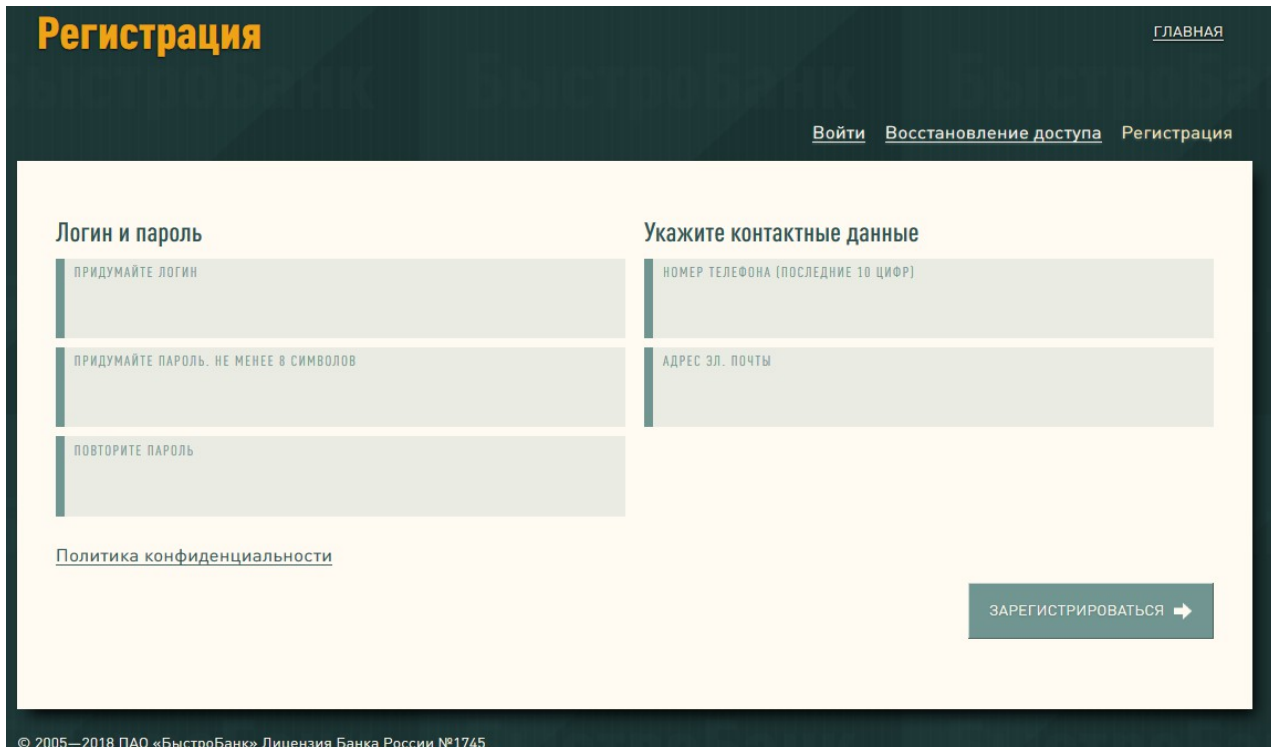 Регистрация
ГЛАВНАЯ
БыстроБанк БыстроБанк
Войти Восстановление доступа Регистрация
Логин и пароль
ПРИДУМАЙТЕ ЛОГИН
ПРИДУМАЙТЕ ПАРОЛЬ. НЕ МЕНЕЕ 8 СИМВОЛОВ
ПОВТОРИТЕ ПАРОЛЬ
Укажите контактные данные
НОМЕР ТЕЛЕФОНА (ПОСЛЕДНИЕ 10 ЦИФР)
АДРЕС ЭЛ. ПОЧТЫ
Политика конфиденциальности
ЗАРЕГИСТРИРОВАТЬСЯ
© 2005—2018 ПАО «БыстроБанк» Лицензия Банка России №1745